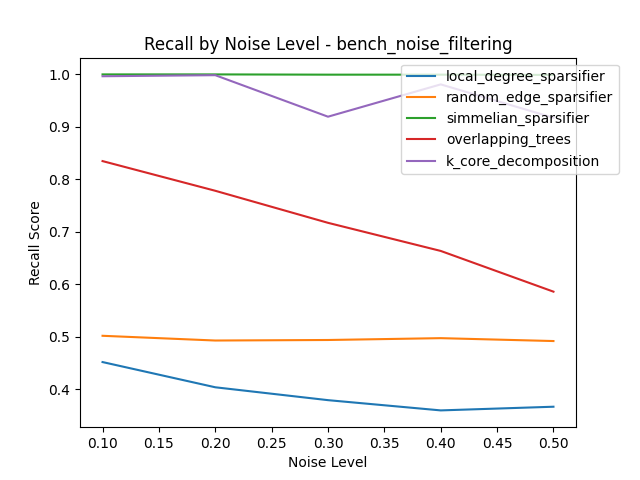 Recall by Noise Level - bench_noise_filtering
local_degree_sparsifier
random_edge_sparsifier
simmelian_sparsifier
overlapping_trees
k_core_decomposition
Recall Score
1.0
0.9
0.8
0.7
0.6
0.5
0.4
0.10 0.15 0.20 0.25 0.30 0.35 0.40 0.45 0.50
Noise Level